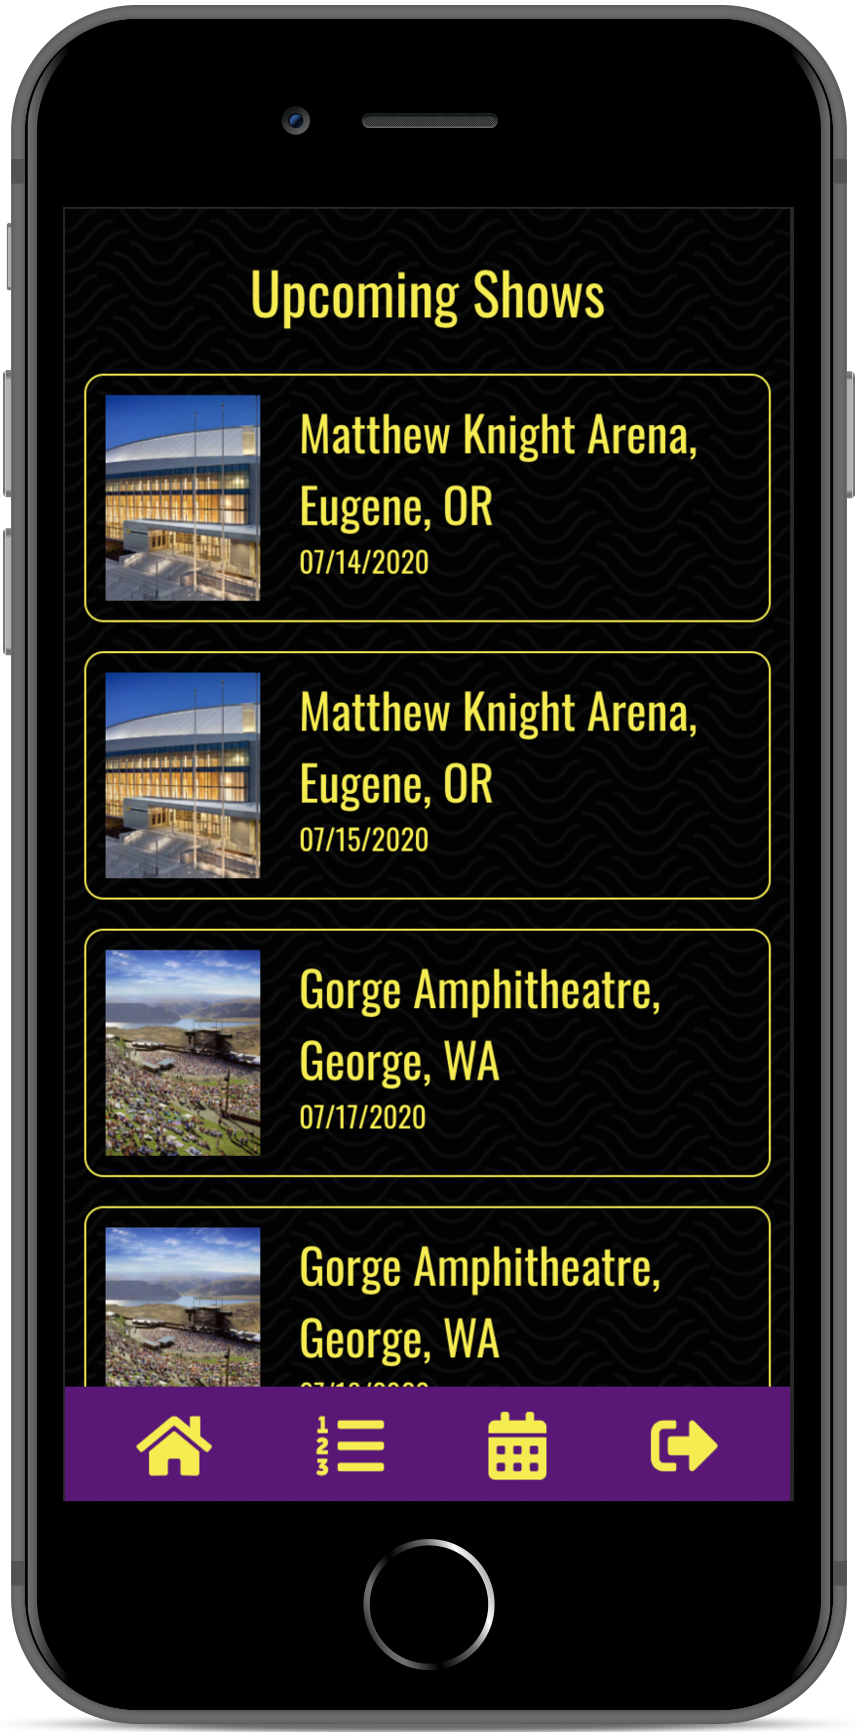 Upcoming Shows
Matthew Knight Arena,
Eugene, OR
07/14/2020
Matthew Knight Arena,
Eugene, OR
07/15/2020
Gorge Amphitheatre,
George, WA
07/17/2020
Gorge Amphitheatre,
George, WA
1
2
3